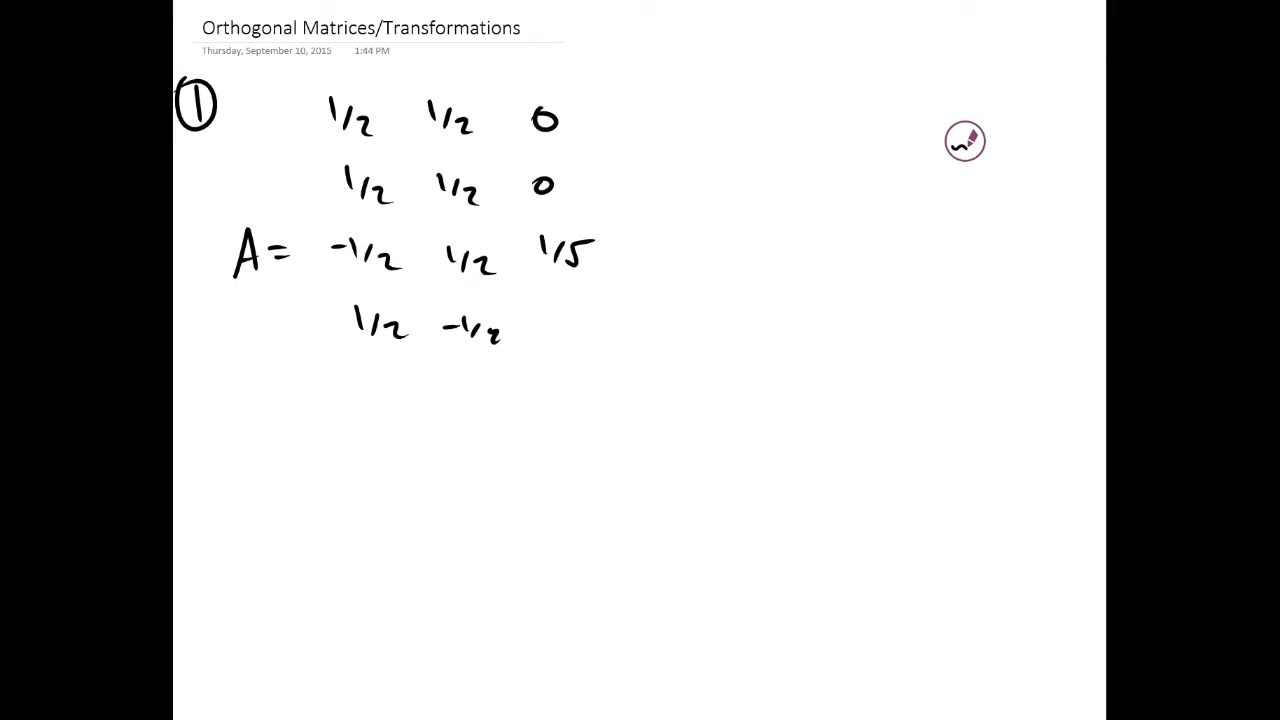 Orthogonal Matrices/Transformations
Thursday, September 10, 2015 1:44 PM
① 1/2 1/2 0
1/2 1/2 0
A= -1/2 1/2 1/5
1/2 -1/2